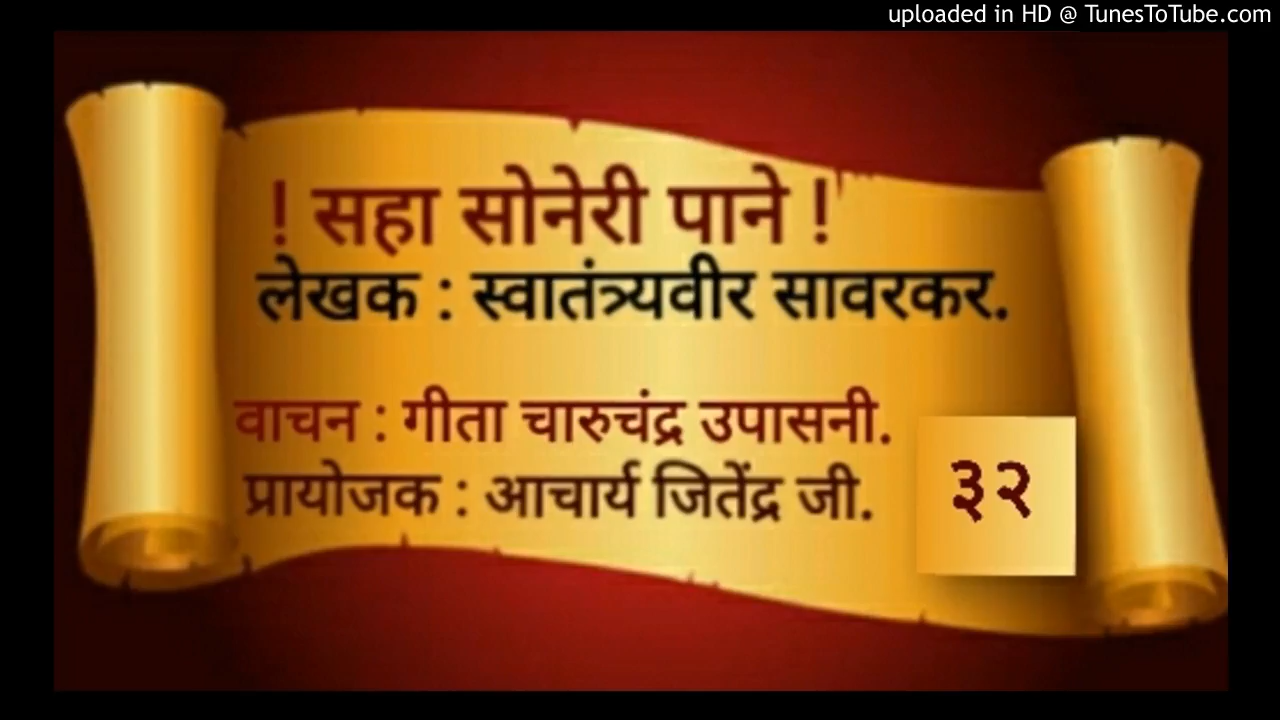 uploaded in HD @ TunesToTube.com
! सहा सोनेरी पाने !
लेखक : स्वातंत्र्यवीर सावरकर.
वाचन : गीता चारुचंद्र उपासनी.
प्रायोजक : आचार्य जितेंद्र जी.
३२